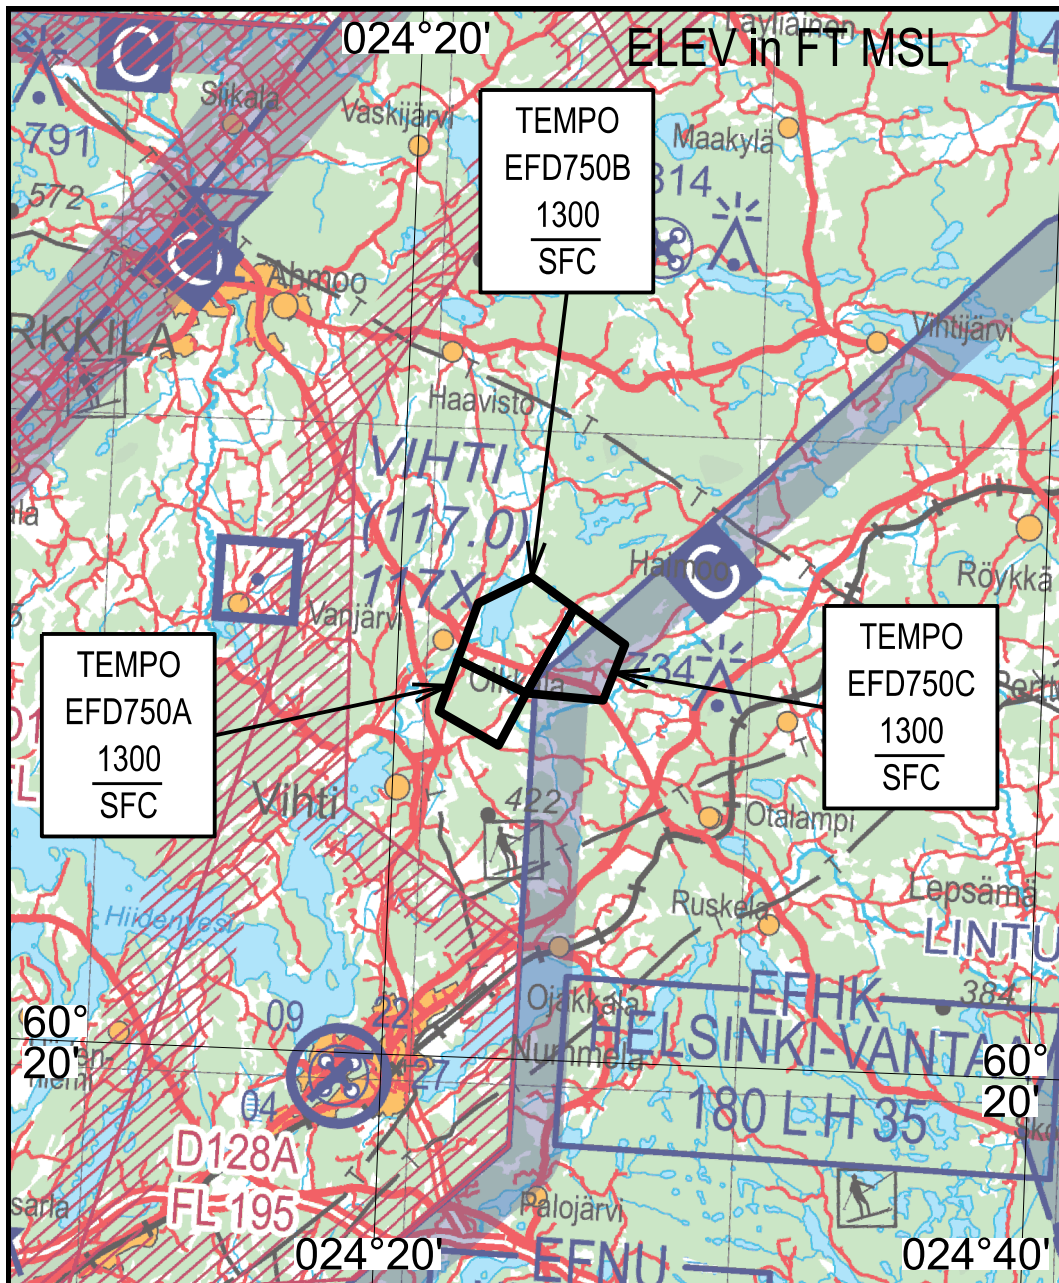 024°20'
ELEV in FT MSL
C
Siikala
Vaskijärvi
791
572
TEMPO
EFD750B
1300
SFC
Maakylä
314
C
Ahmoo
RKKILA
Vihtijärvi
Haavisto
VIHTI
(117.0)
117X
C
Haimoo
Röykkä
Vanjärvi
TEMPO
EFD750A
1300
SFC
734
TEMPO
EFD750C
1300
SFC
Vihti
422
Otalampi
Hiidenvesi
Ruskela
Lepsämä
LINTU
Ojakkala
EFHK
384
HELSINKI-VANTAA
60°
20'
09
22
Nummela
60°
20'
27
04
180 L H 35
D128A
FL 195
Palojärvi
024°20'
EFNU
024°40'